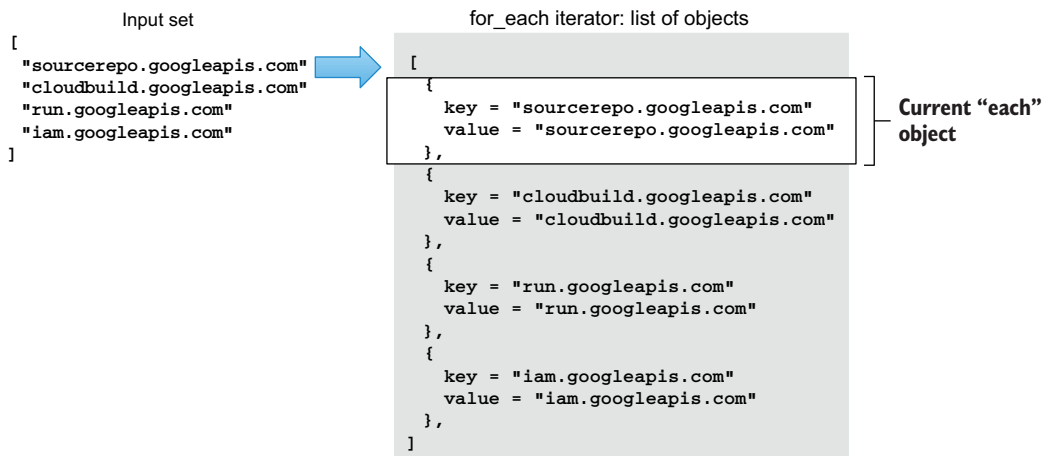 Input set
[
"sourcerepo.googleapis.com"
"cloudbuild.googleapis.com"
"run.googleapis.com"
"iam.googleapis.com"
]
for_each iterator: list of objects
[
{
key = "sourcerepo.googleapis.com"
value = "sourcerepo.googleapis.com"
},
{
key = "cloudbuild.googleapis.com"
value = "cloudbuild.googleapis.com"
},
{
key = "run.googleapis.com"
value = "run.googleapis.com"
},
{
key = "iam.googleapis.com"
value = "iam.googleapis.com"
},
]
Current “each”
object